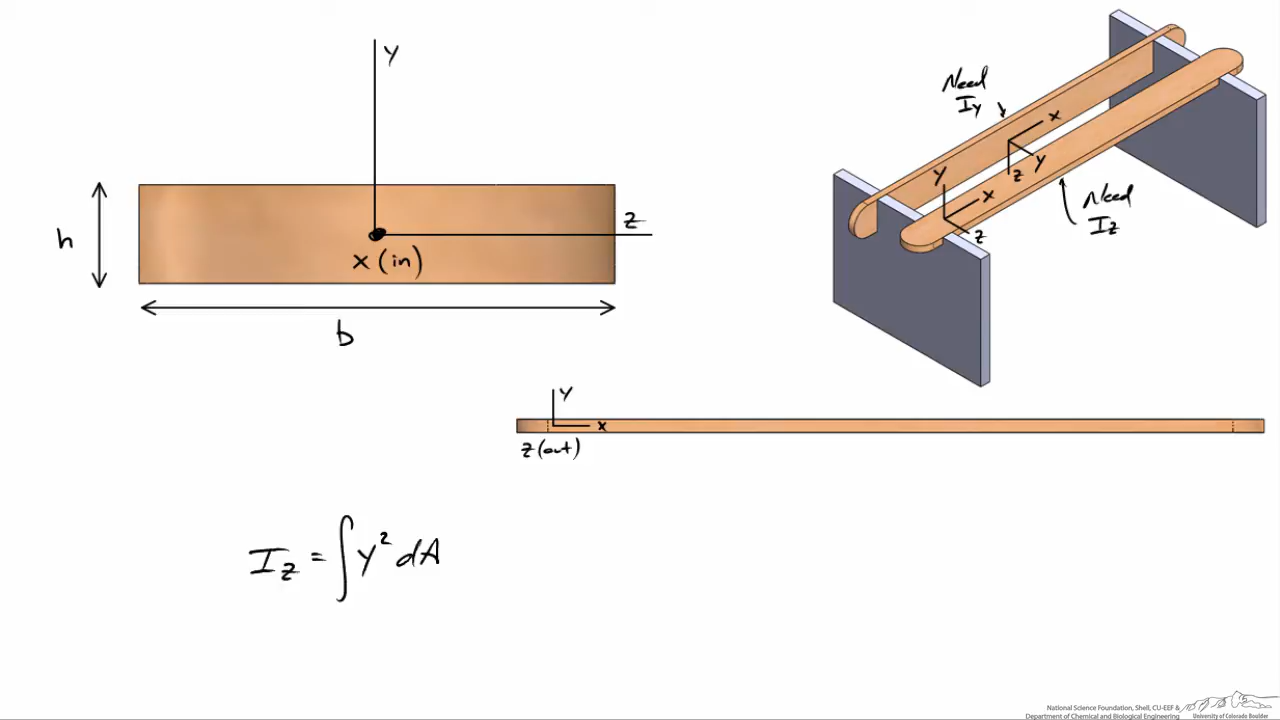 Y
z
x (in)
h
b
Need
Iy
x
y
z
Y
x
z
Need
Iz
Y
x
z (out)
Iz = ∫ y² dA
National Science Foundation, Shell, CU-EEF &
Department of Chemical and Biological Engineering
University of Colorado Boulder